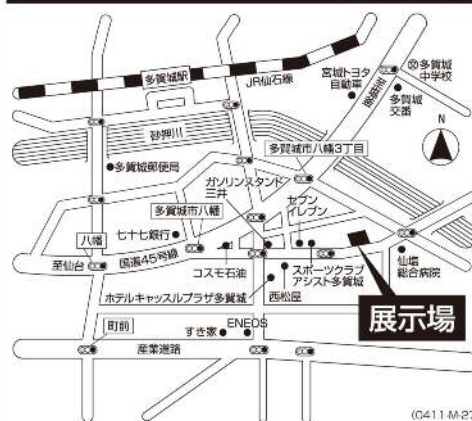 多賀城駅
JR仙石線
宮城トヨタ
自動車
多賀城
中学校
多賀城
交番
N
砂押川
多賀城市八幡3丁目
多賀城郵便局
ガソリンスタンド
三井
セブン
イレブン
多賀城市八幡
七十七銀行
八幡
至仙台
国道45号線
コスモ石油
スポーツクラブ
アシスト多賀城
仙塩
総合病院
西松屋
ホテルキャッスルプラザ多賀城
展示場
町前
すき家
ENEOS
産業道路
(0411-M-27